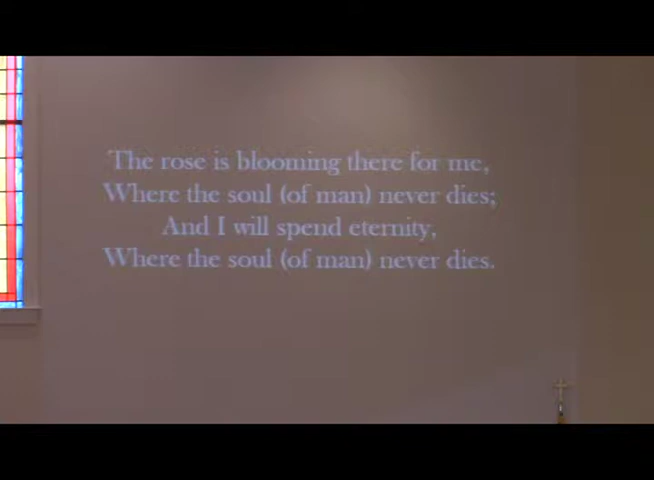 The rose is blooming there for me,
Where the soul (of man) never dies;
And I will spend eternity,
Where the soul (of man) never dies.